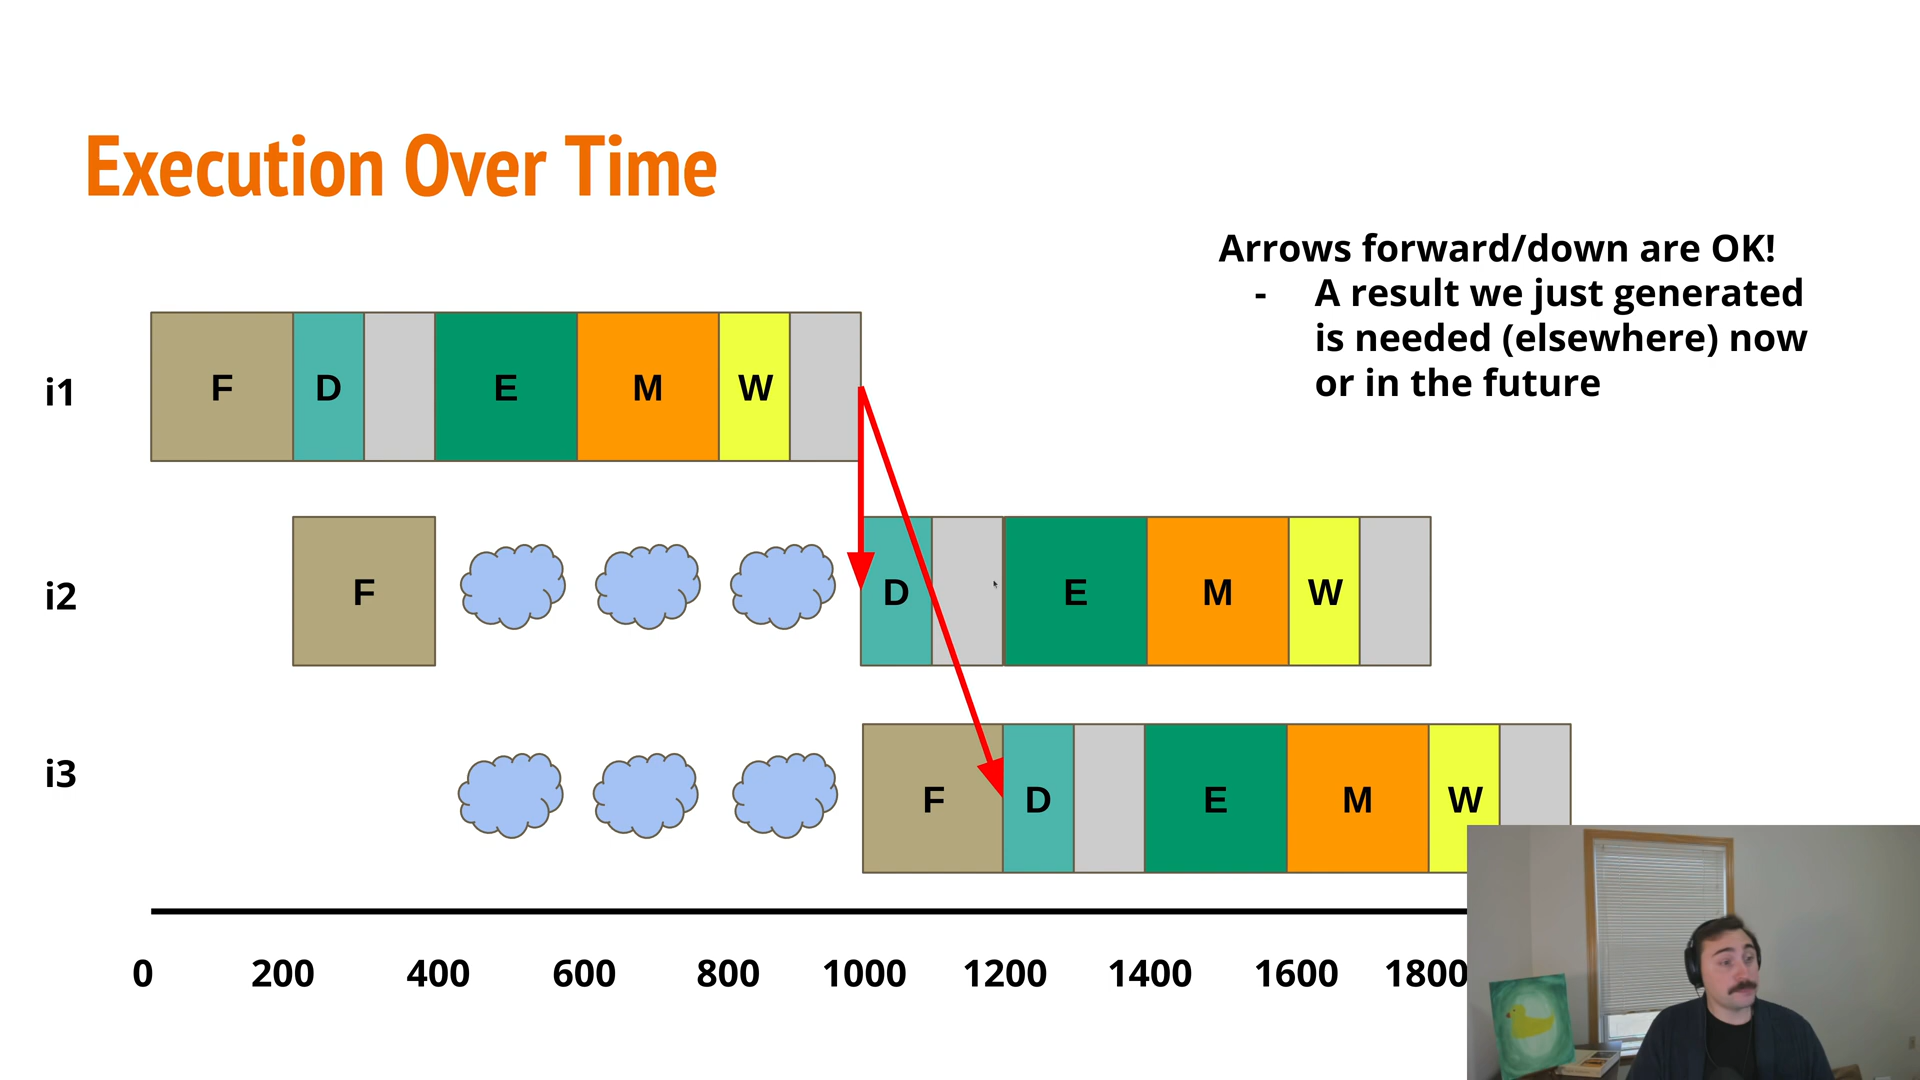 Execution Over Time
Arrows forward/down are OK!
- A result we just generated
is needed (elsewhere) now
or in the future
i1
F D E M W
i2
F D E M W
i3
F D E M W
0 200 400 600 800 1000 1200 1400 1600 1800